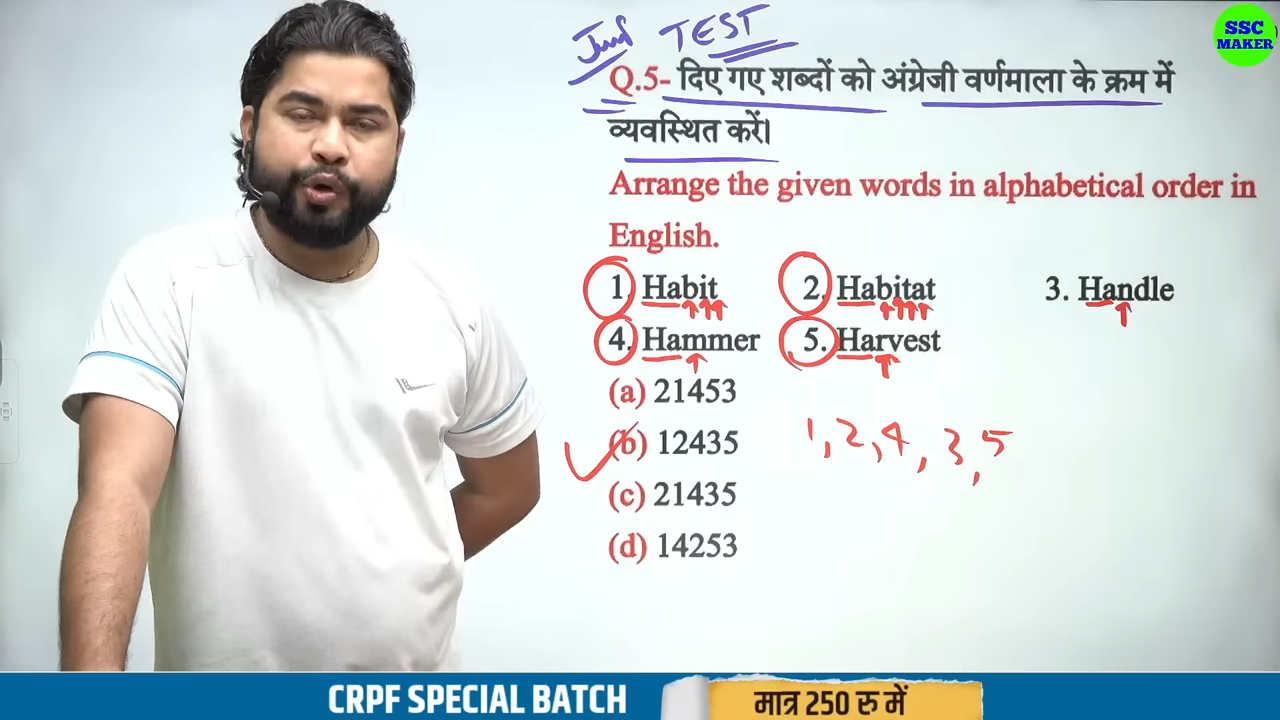 TEST
SSC
MAKER
Q.5- दिए गए शब्दों को अंग्रेजी वर्णमाला के क्रम में
व्यवस्थित करें।
Arrange the given words in alphabetical order in
English.
1. Habit 2. Habitat 3. Handle
4. Hammer 5. Harvest
(a) 21453
(b) 12435
1,2,4,3,5
(c) 21435
(d) 14253
CRPF SPECIAL BATCH
मात्र 250 रु में